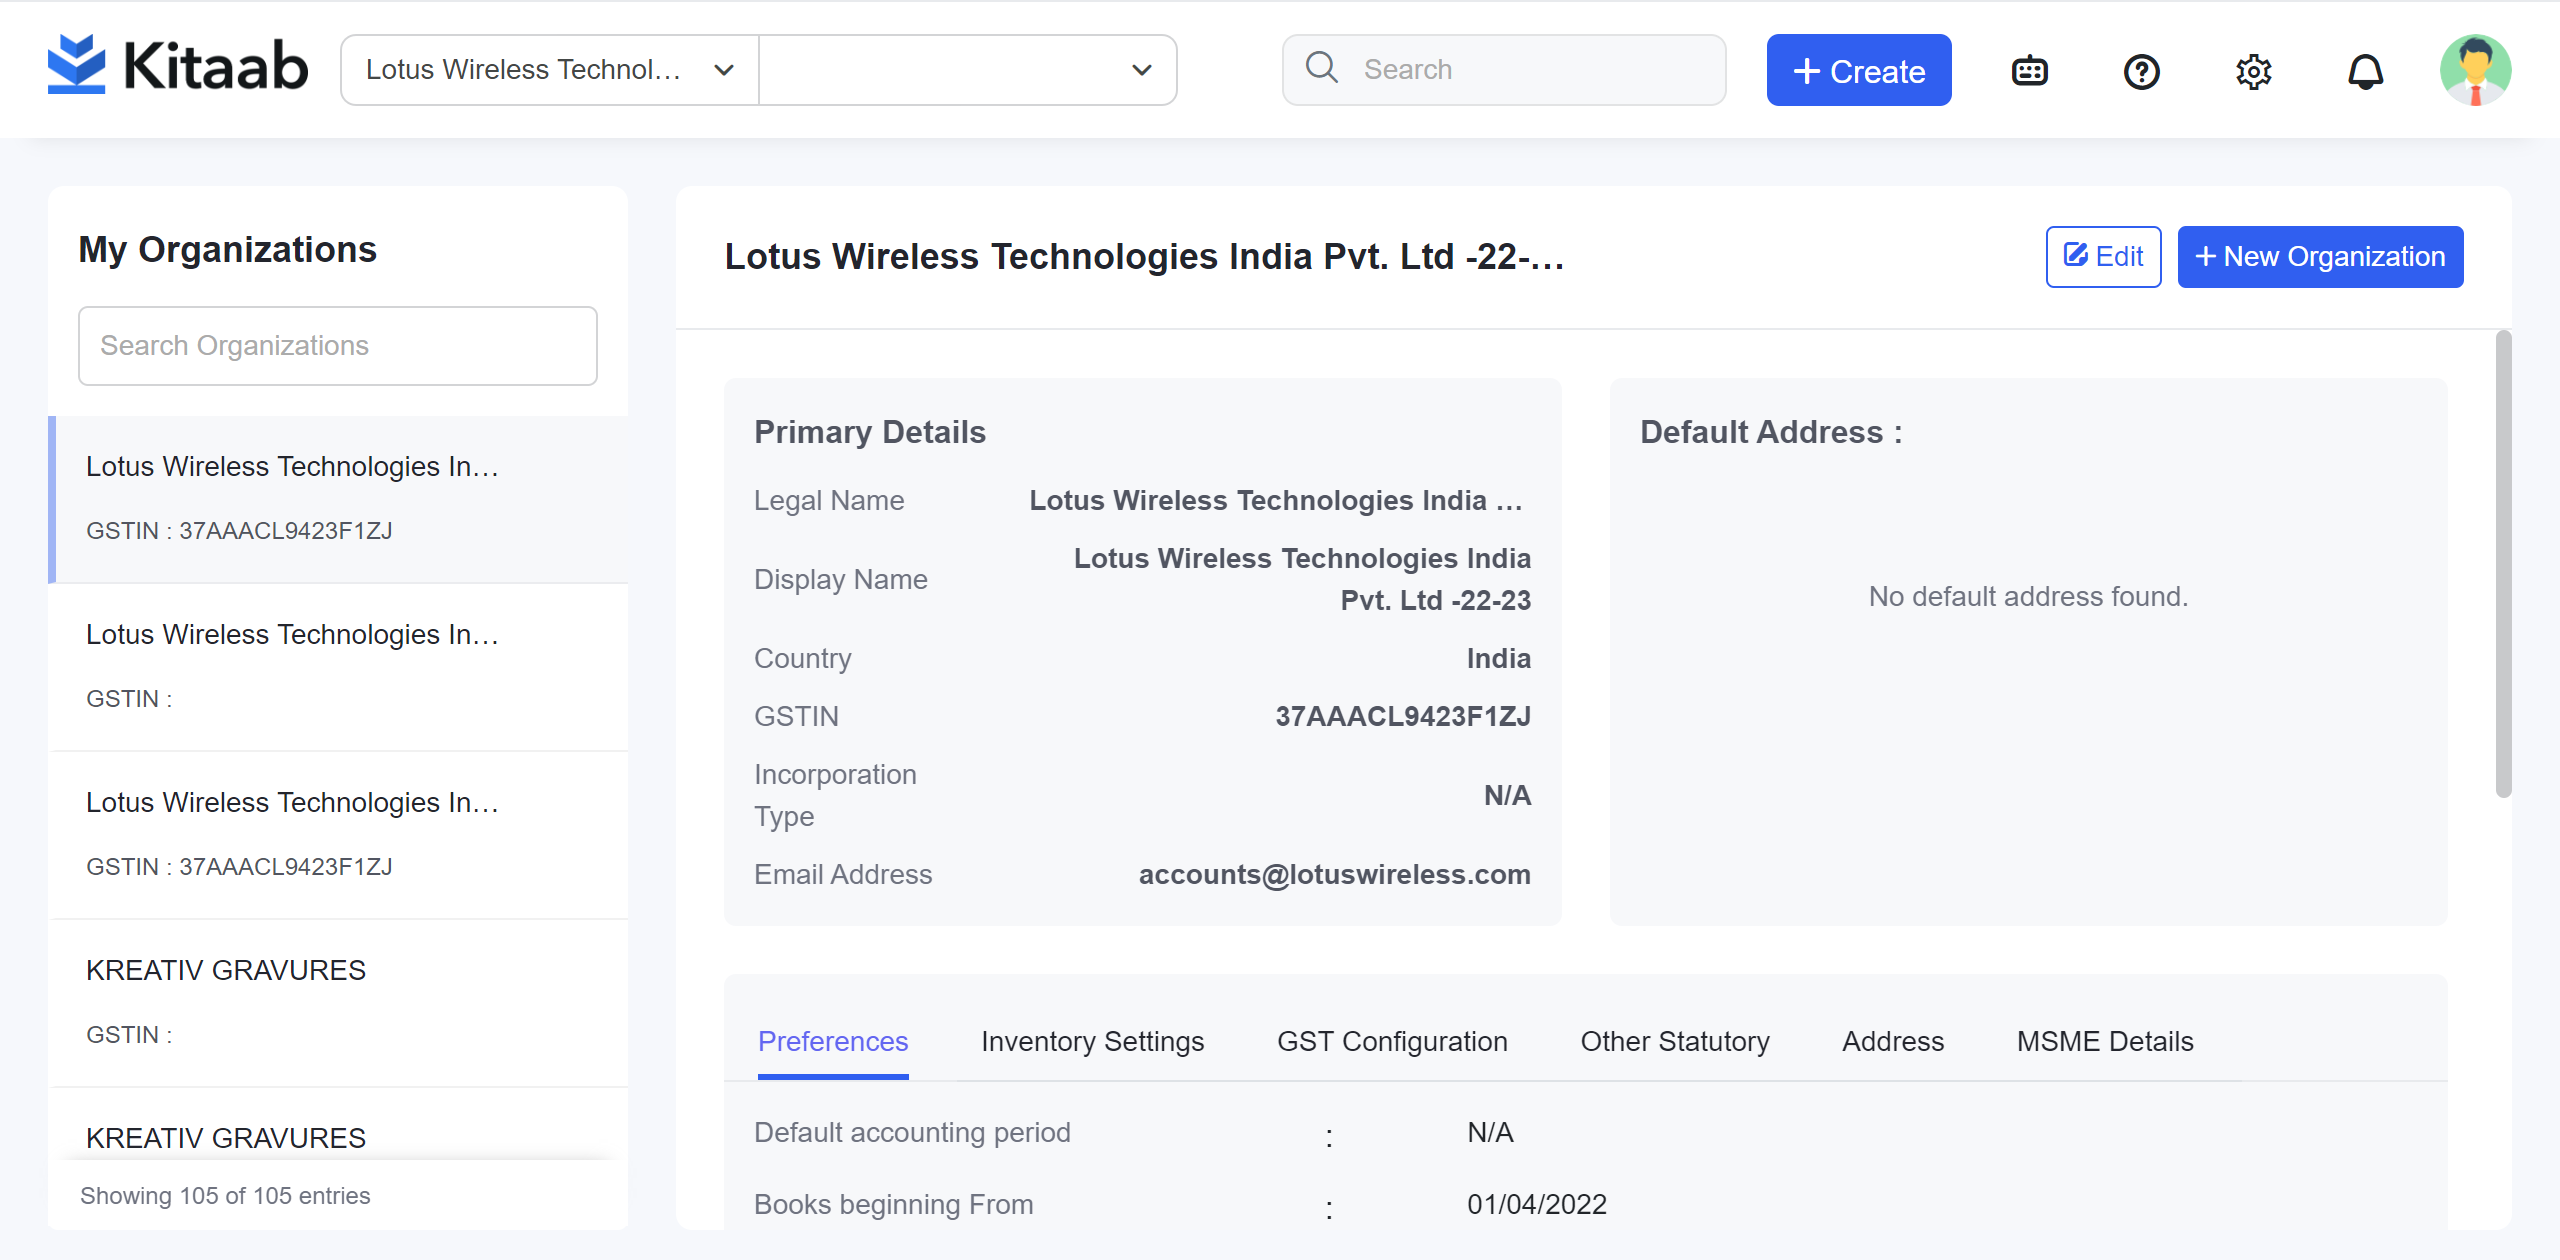 Kitaab
Lotus Wireless Technol...
Search
+ Create
My Organizations
Search Organizations
Lotus Wireless Technologies In...
GSTIN : 37AAACL9423F1ZJ
Lotus Wireless Technologies In...
GSTIN :
Lotus Wireless Technologies In...
GSTIN : 37AAACL9423F1ZJ
KREATIV GRAVURES
GSTIN :
KREATIV GRAVURES
Showing 105 of 105 entries
Lotus Wireless Technologies India Pvt. Ltd -22-...
Edit
+ New Organization
Primary Details
Legal Name Lotus Wireless Technologies India ...
Display Name Lotus Wireless Technologies India
Pvt. Ltd -22-23
Country India
GSTIN 37AAACL9423F1ZJ
Incorporation
Type N/A
Email Address accounts@lotuswireless.com
Default Address :
No default address found.
Preferences Inventory Settings GST Configuration Other Statutory Address MSME Details
Default accounting period : N/A
Books beginning From : 01/04/2022